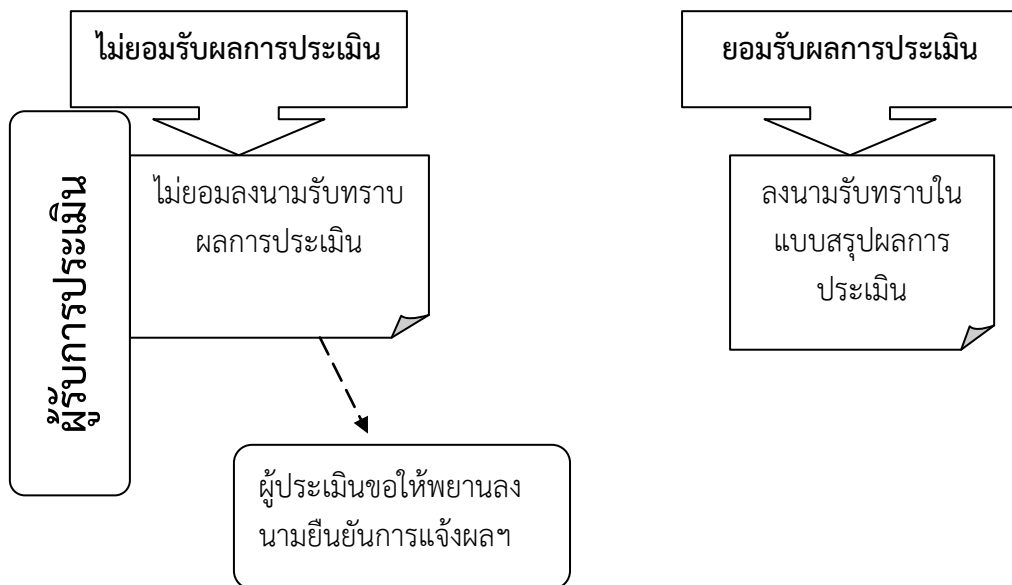 ไม่ยอมรับผลการประเมิน
ยอมรับผลการประเมิน
ผู้รับการประเมิน
ไม่ยอมลงนามรับทราบ
ผลการประเมิน
ลงนามรับทราบใน
แบบสรุปผลการ
ประเมิน
ผู้ประเมินขอให้พยานลง
นามยืนยันการแจ้งผลฯ